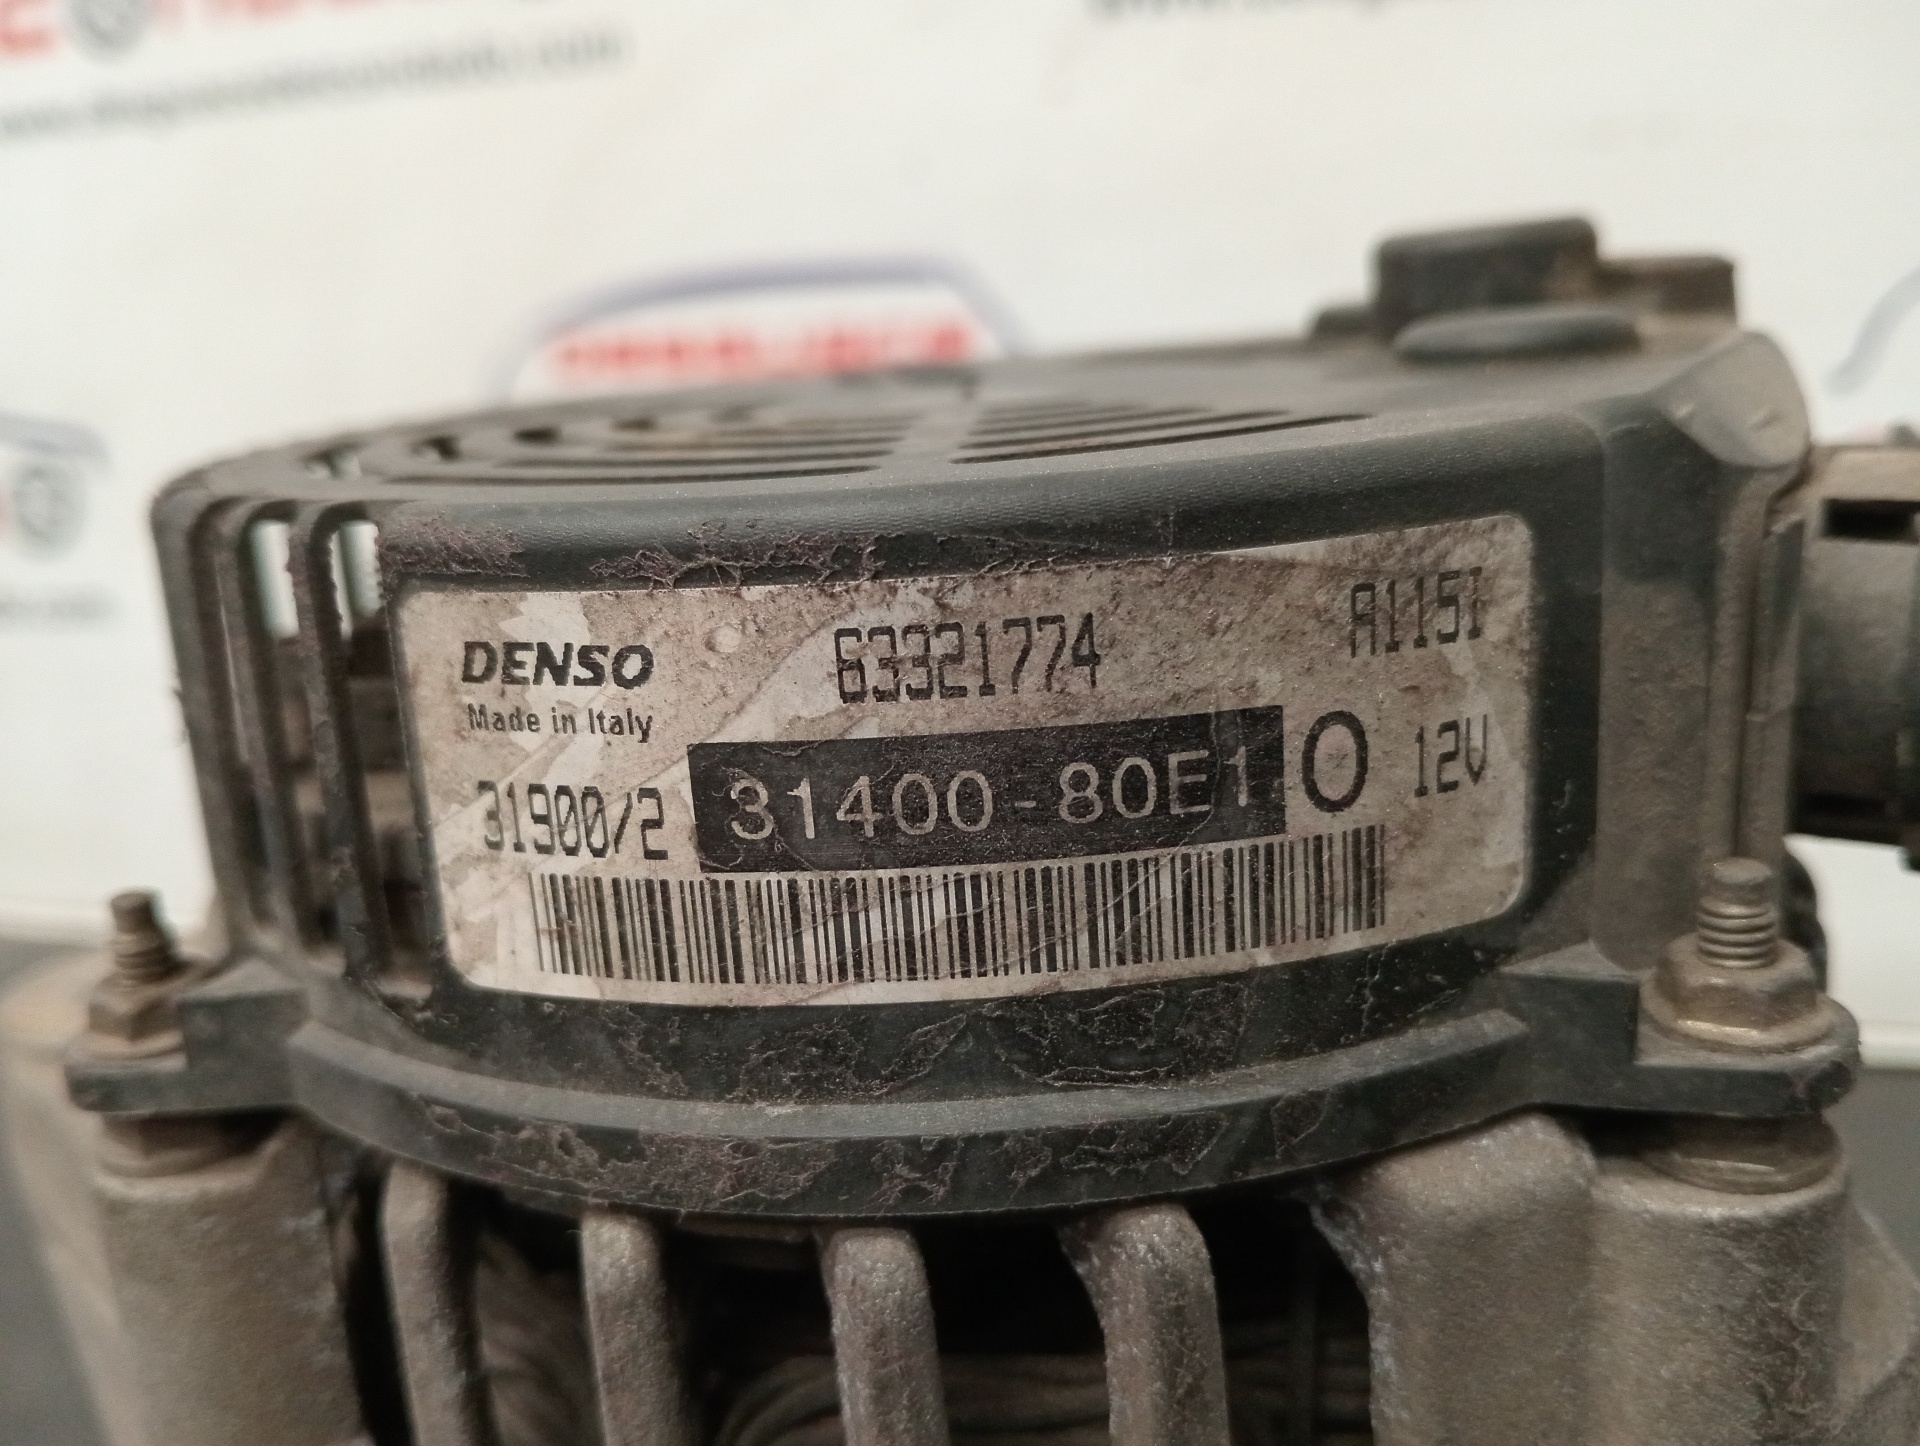 DENSO 63321774 A115I
Made in Italy
31900/2 31400-80E1 O 12V